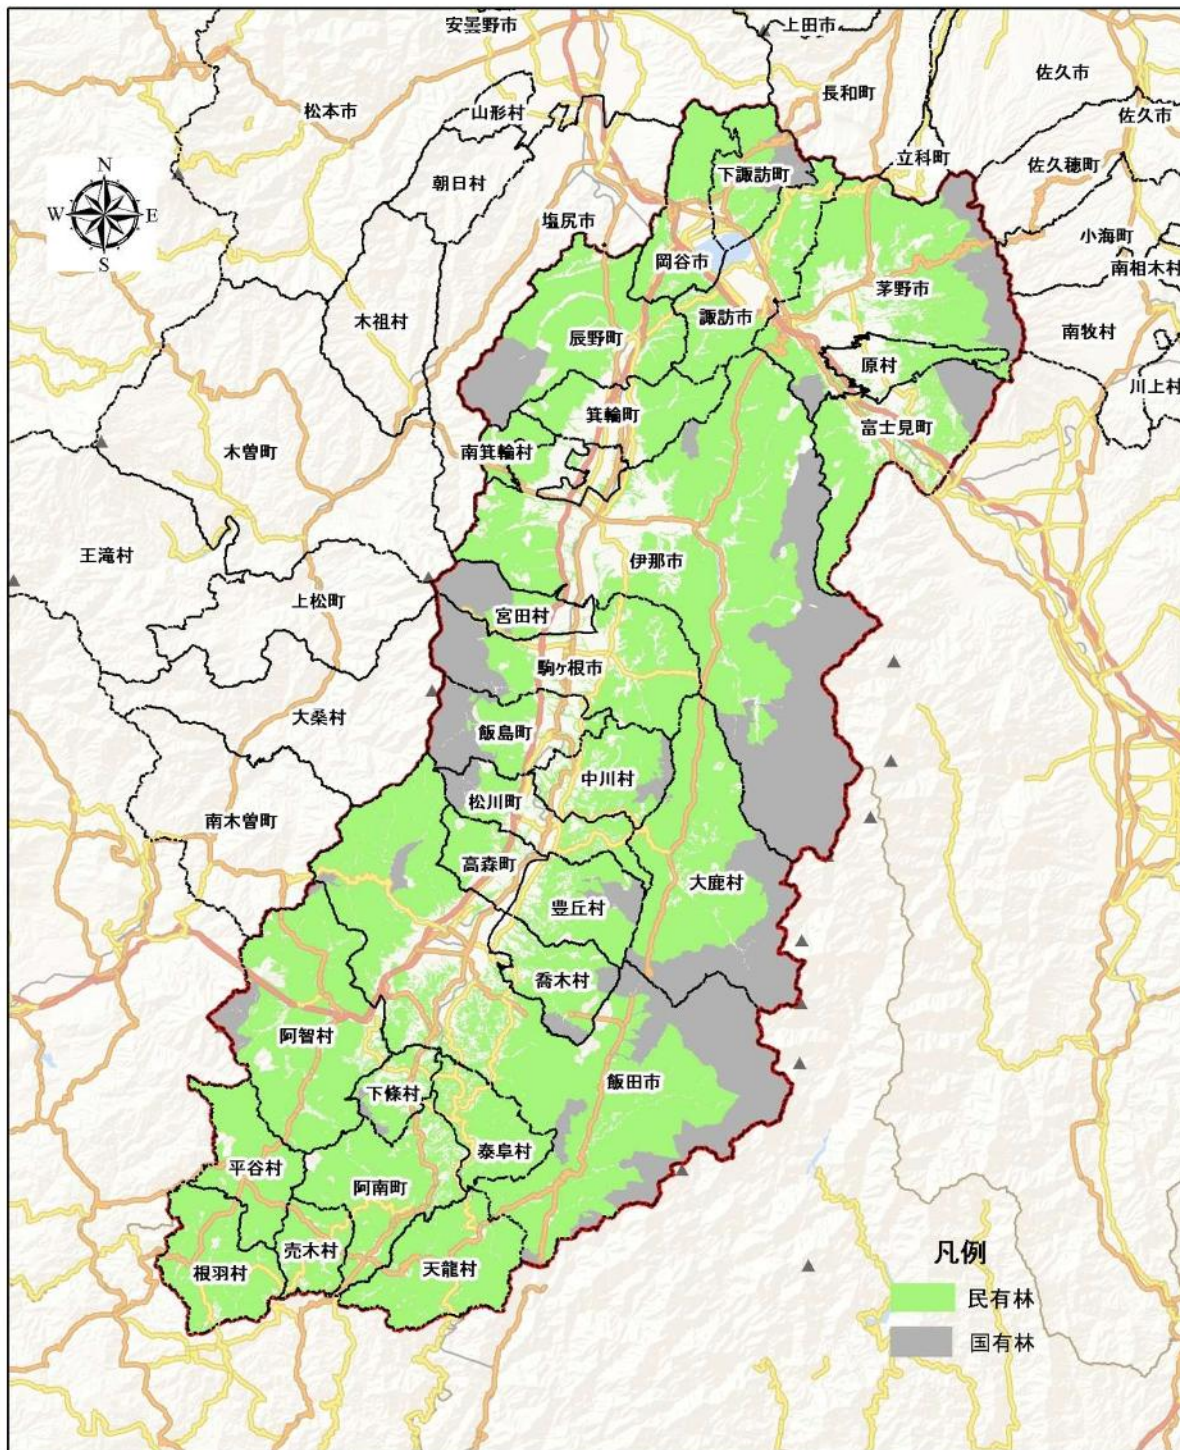 安曇野市
上田市
松本市
山形村
長和町
佐久市
佐久市
立科町
佐久穂町
朝日村
下諏訪町
N
W
E
S
塩尻市
小海町
岡谷市
南相木村
茅野市
木祖村
諏訪市
南牧村
辰野町
原村
川上村
箕輪町
富士見町
木曽町
南箕輪村
王滝村
伊那市
上松町
宮田村
駒ヶ根市
大桑村
飯島町
中川村
松川町
南木曽町
高森町
大鹿村
豊丘村
喬木村
阿智村
飯田市
下條村
泰阜村
平谷村
阿南町
売木村
天龍村
根羽村
凡例
民有林
国有林